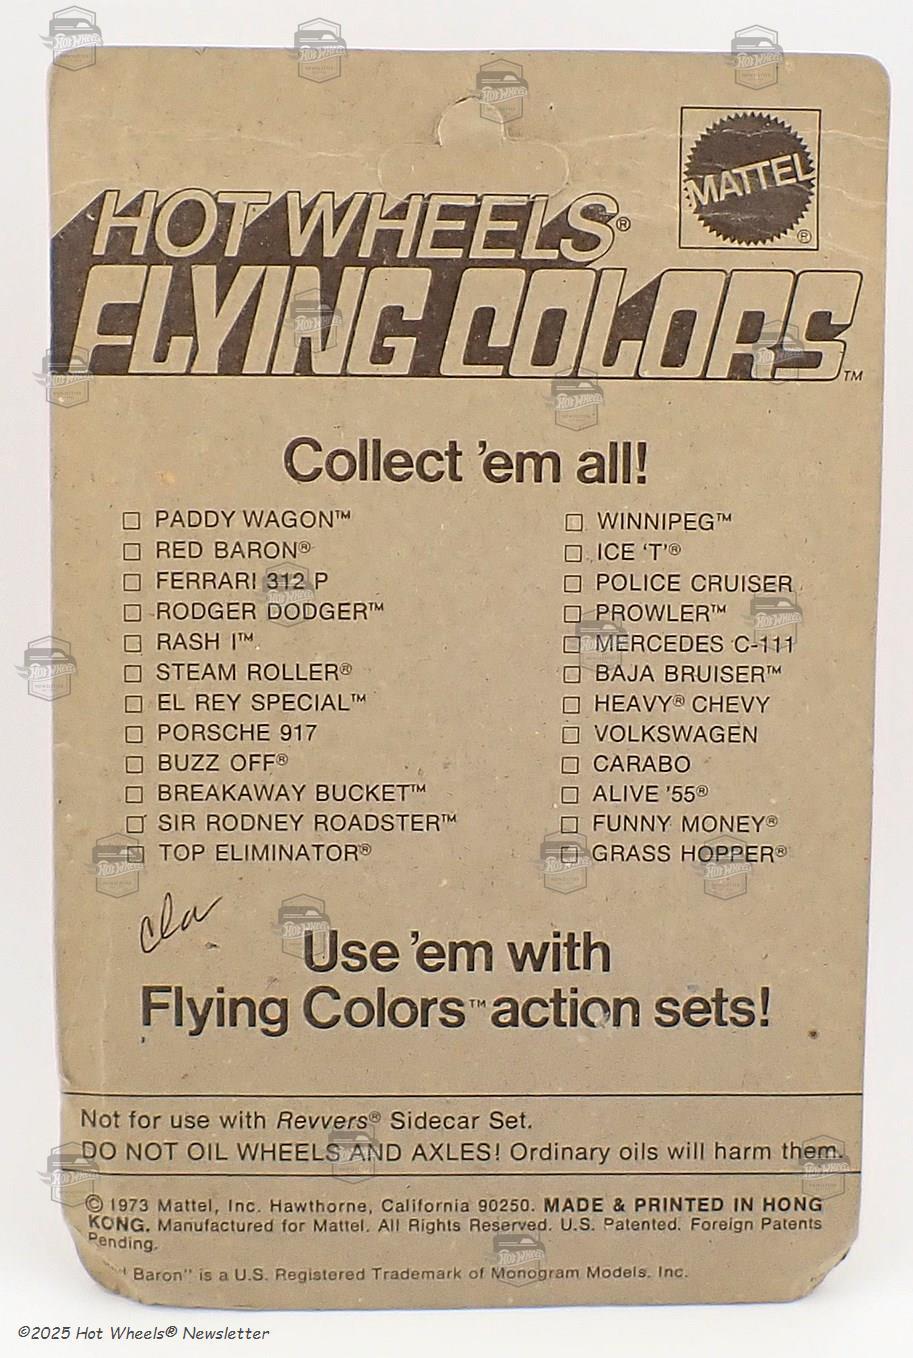 MATTEL®
HOT WHEELS®
FLYING COLORS™
Collect 'em all!
☐ PADDY WAGON™
☐ RED BARON®
☐ FERRARI 312 P
☐ RODGER DODGER™
☐ RASH I™
☐ STEAM ROLLER®
☐ EL REY SPECIAL™
☐ PORSCHE 917
☐ BUZZ OFF®
☐ BREAKAWAY BUCKET™
☐ SIR RODNEY ROADSTER™
☐ TOP ELIMINATOR®
☐ WINNIPEG™
☐ ICE 'T'®
☐ POLICE CRUISER
☐ PROWLER™
☐ MERCEDES C-111
☐ BAJA BRUISER™
☐ HEAVY® CHEVY
☐ VOLKSWAGEN
☐ CARABO
☐ ALIVE '55®
☐ FUNNY MONEY®
☐ GRASS HOPPER®
Use 'em with
Flying Colors™ action sets!
Not for use with Revvers® Sidecar Set.
DO NOT OIL WHEELS AND AXLES! Ordinary oils will harm them.
© 1973 Mattel, Inc. Hawthorne, California 90250. MADE & PRINTED IN HONG
KONG. Manufactured for Mattel. All Rights Reserved. U.S. Patented. Foreign Patents
Pending.
Baron" is a U.S. Registered Trademark of Monogram Models, Inc.
©2025 Hot Wheels® Newsletter